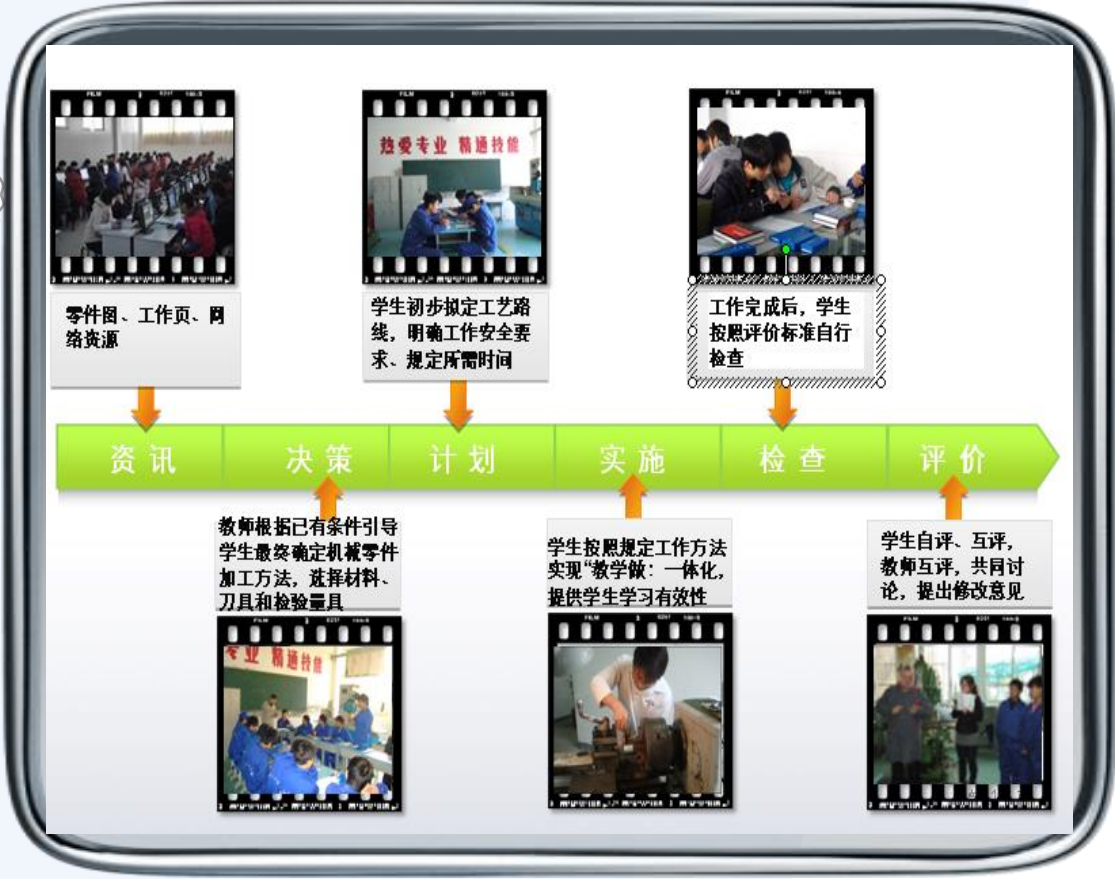 热爱专业 精通技能
零件图、工作页、网
络资源
学生初步拟定工艺路
线，明确工作安全要
求、规定所需时间
工作完成后，学生
按照评价标准自行
检查
资讯
决策
计划
实施
检查
评价
教师根据已有条件引导
学生最终确定机械零件
加工方法，选择材料、
刀具和检验量具
学生按照规定工作方法
实现“教学做：一体化，
提供学生学习有效性
学生自评、互评，
教师互评，共同讨
论，提出修改意见
专业 精通技能